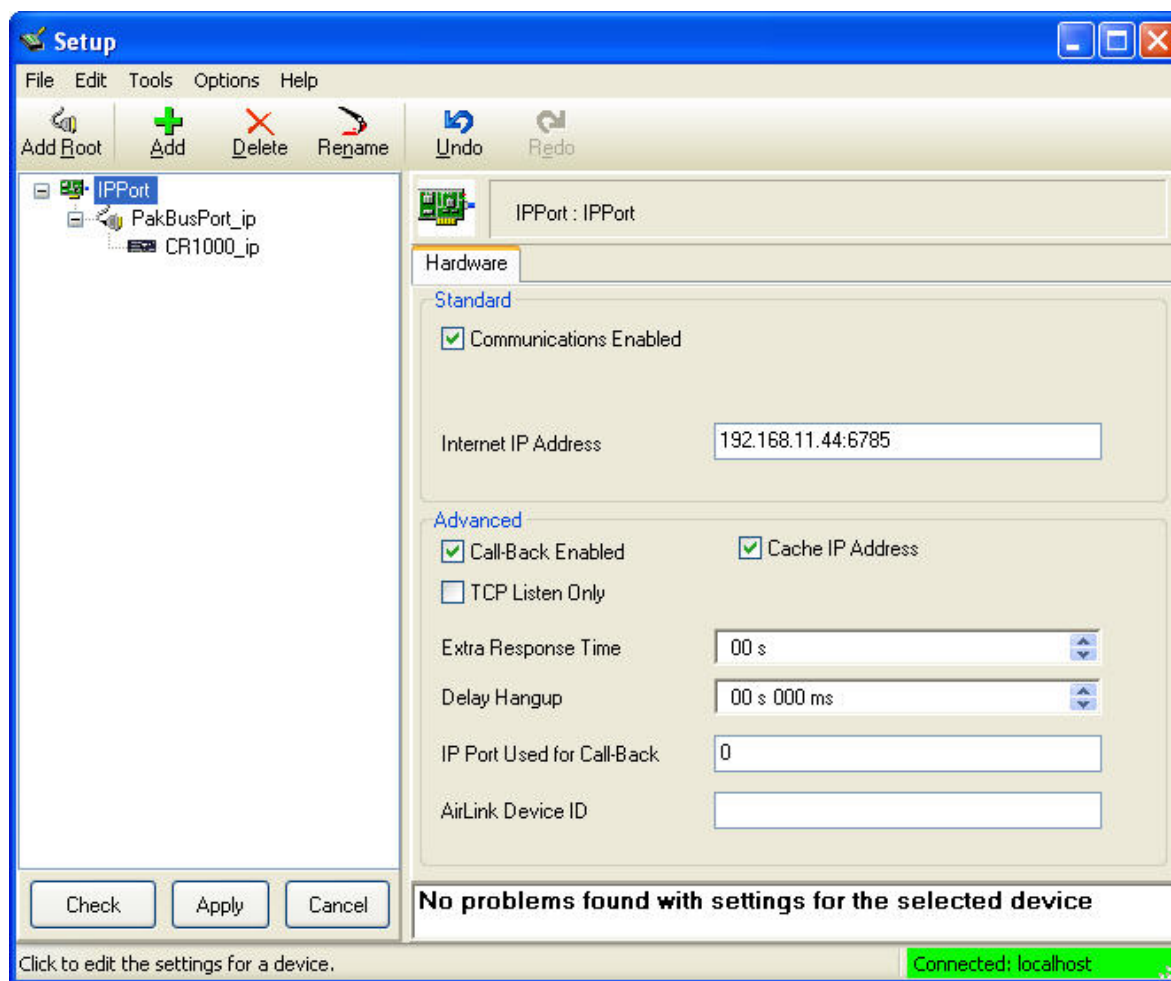 Setup
File Edit Tools Options Help
Add Root Add Delete Rename Undo Redo
IPPort
PakBusPort_ip
CR1000_ip
IPPort : IPPort
Hardware
Standard
Communications Enabled
Internet IP Address 192.168.11.44:6785
Advanced
Call-Back Enabled Cache IP Address
TCP Listen Only
Extra Response Time 00 s
Delay Hangup 00 s 000 ms
IP Port Used for Call-Back 0
AirLink Device ID
Check Apply Cancel
No problems found with settings for the selected device
Click to edit the settings for a device.
Connected: localhost